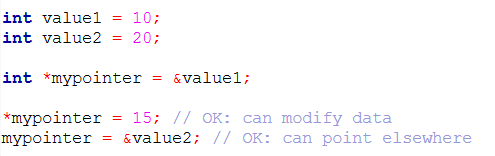 int value1 = 10;
int value2 = 20;
int *mypointer = &value1;
*mypointer = 15; // OK: can modify data
mypointer = &value2; // OK: can point elsewhere